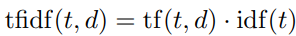 tfidf(t, d) = tf(t, d) · idf(t)